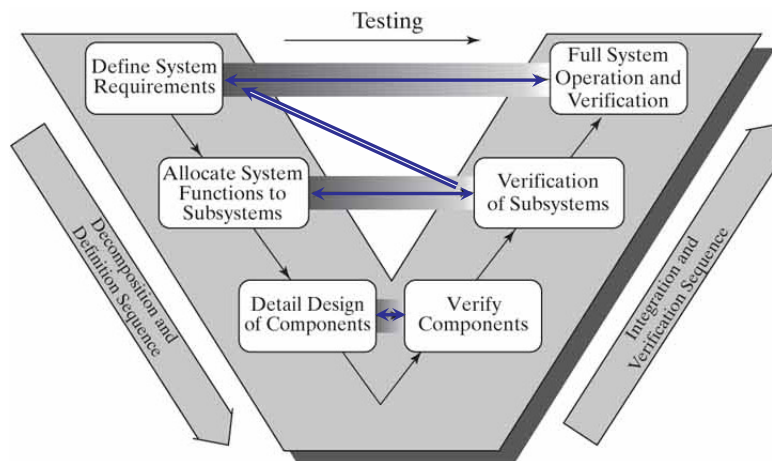 Testing
Define System
Requirements
Full System
Operation and
Verification
Allocate System
Functions to
Subsystems
Verification
of Subsystems
Detail Design
of Components
Verify
Components
Decomposition and
Definition Sequence
Integration and
Verification Sequence